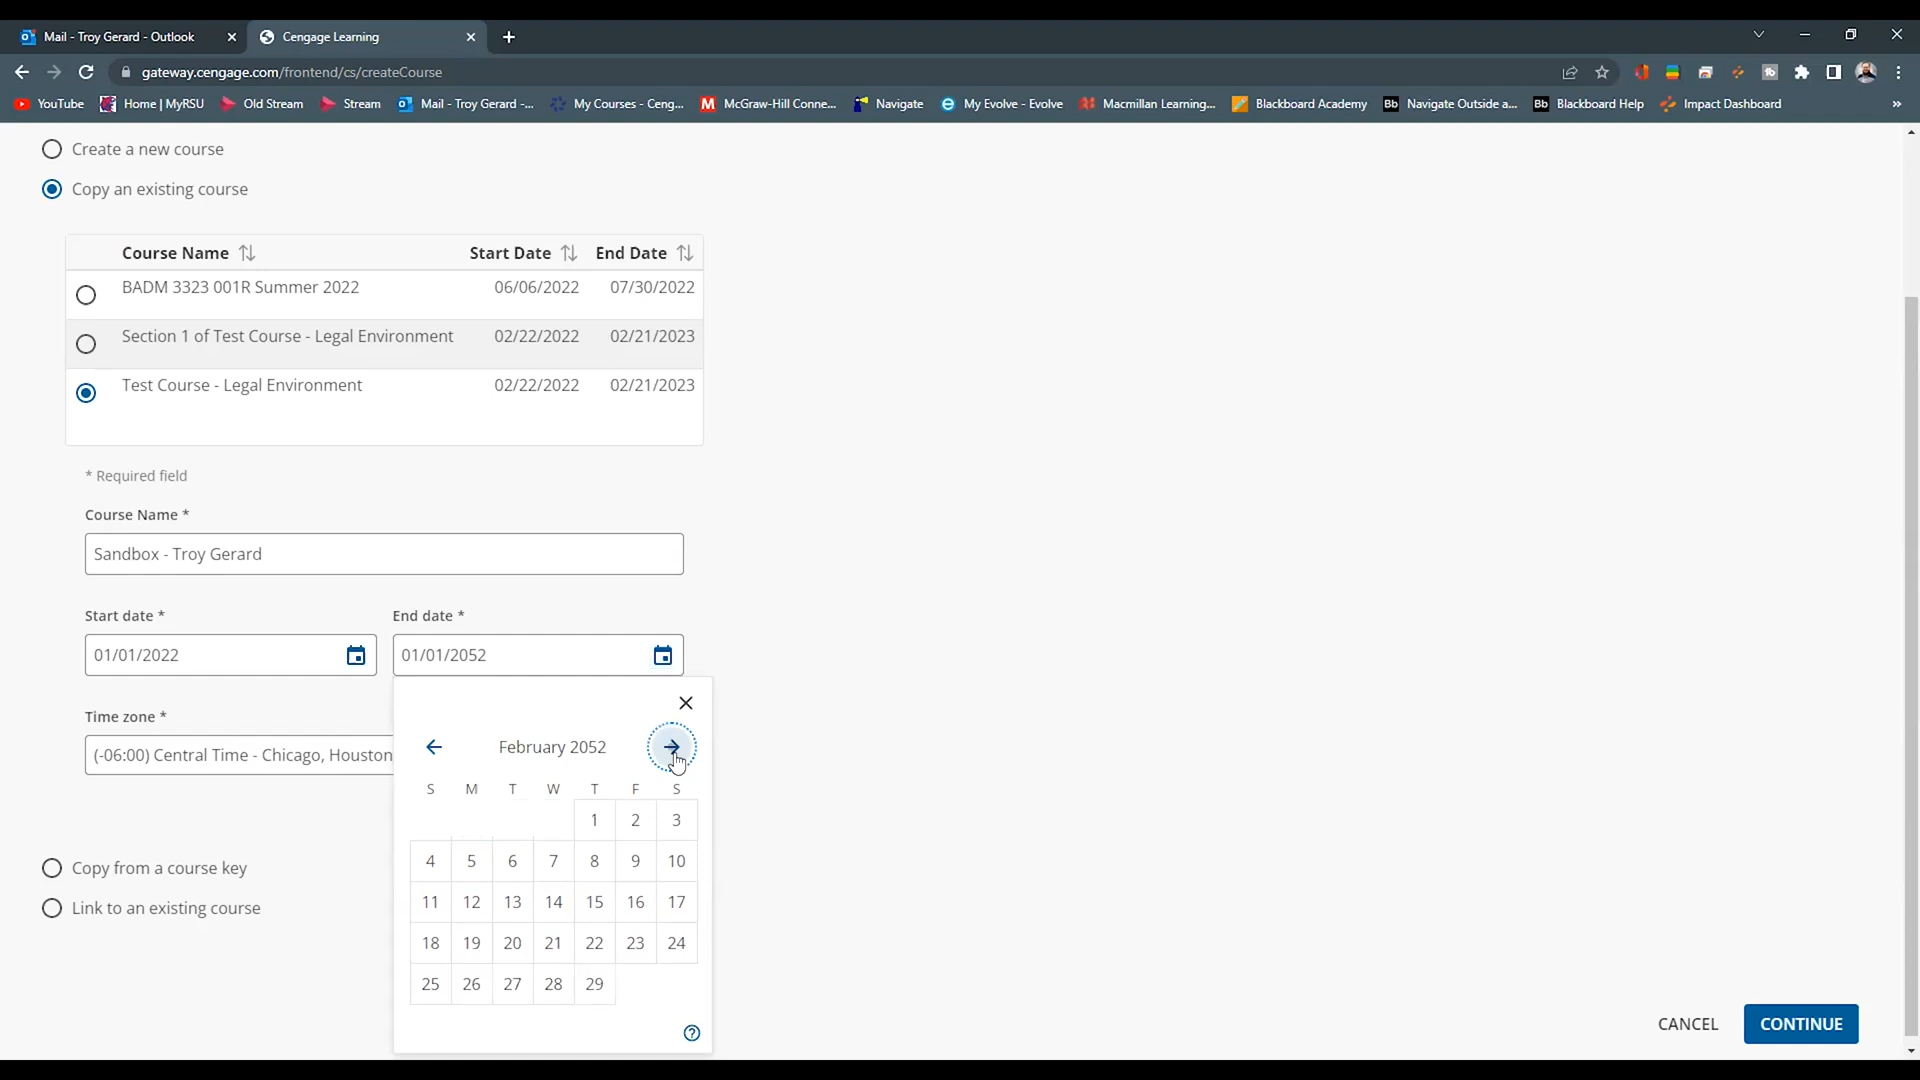 Mail - Troy Gerard - Outlook
Cengage Learning
gateway.cengage.com/frontend/cs/createCourse
YouTube
Home | MyRSU
Old Stream
Stream
Mail - Troy Gerard -...
My Courses - Ceng...
McGraw-Hill Conne...
Navigate
My Evolve - Evolve
Macmillan Learning...
Blackboard Academy
Bb Navigate Outside a...
Bb Blackboard Help
Impact Dashboard
»
Create a new course
Copy an existing course
Course Name Start Date End Date
BADM 3323 001R Summer 2022 06/06/2022 07/30/2022
Section 1 of Test Course - Legal Environment 02/22/2022 02/21/2023
Test Course - Legal Environment 02/22/2022 02/21/2023
* Required field
Course Name *
Sandbox - Troy Gerard
Start date * End date *
01/01/2022 01/01/2052
Time zone *
(-06:00) Central Time - Chicago, Houston
February 2052
S M T W T F S
1 2 3
4 5 6 7 8 9 10
11 12 13 14 15 16 17
18 19 20 21 22 23 24
25 26 27 28 29
Copy from a course key
Link to an existing course
CANCEL CONTINUE